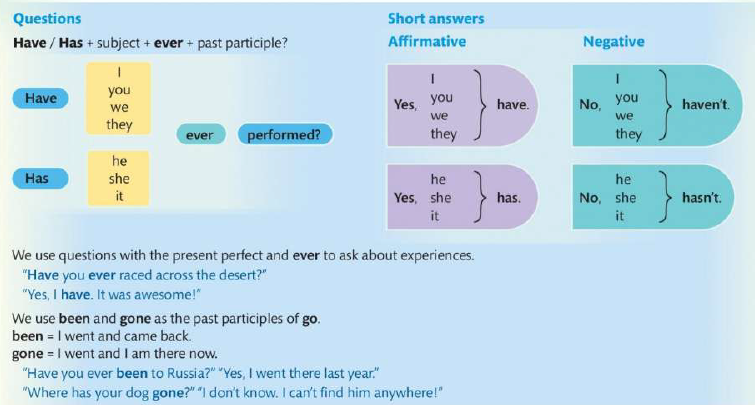 Questions
Have / Has + subject + ever + past participle?
Have
I
you
we
they
Has
he
she
it
ever
performed?
Short answers
Affirmative
Yes,
I
you
we
they
have.
Yes,
he
she
it
has.
Negative
No,
I
you
we
they
haven't.
No,
he
she
it
hasn't.
We use questions with the present perfect and ever to ask about experiences.
"Have you ever raced across the desert?"
"Yes, I have. It was awesome!"
We use been and gone as the past participles of go.
been = I went and came back.
gone = I went and I am there now.
"Have you ever been to Russia?" "Yes, I went there last year."
"Where has your dog gone?" "I don't know. I can't find him anywhere!"